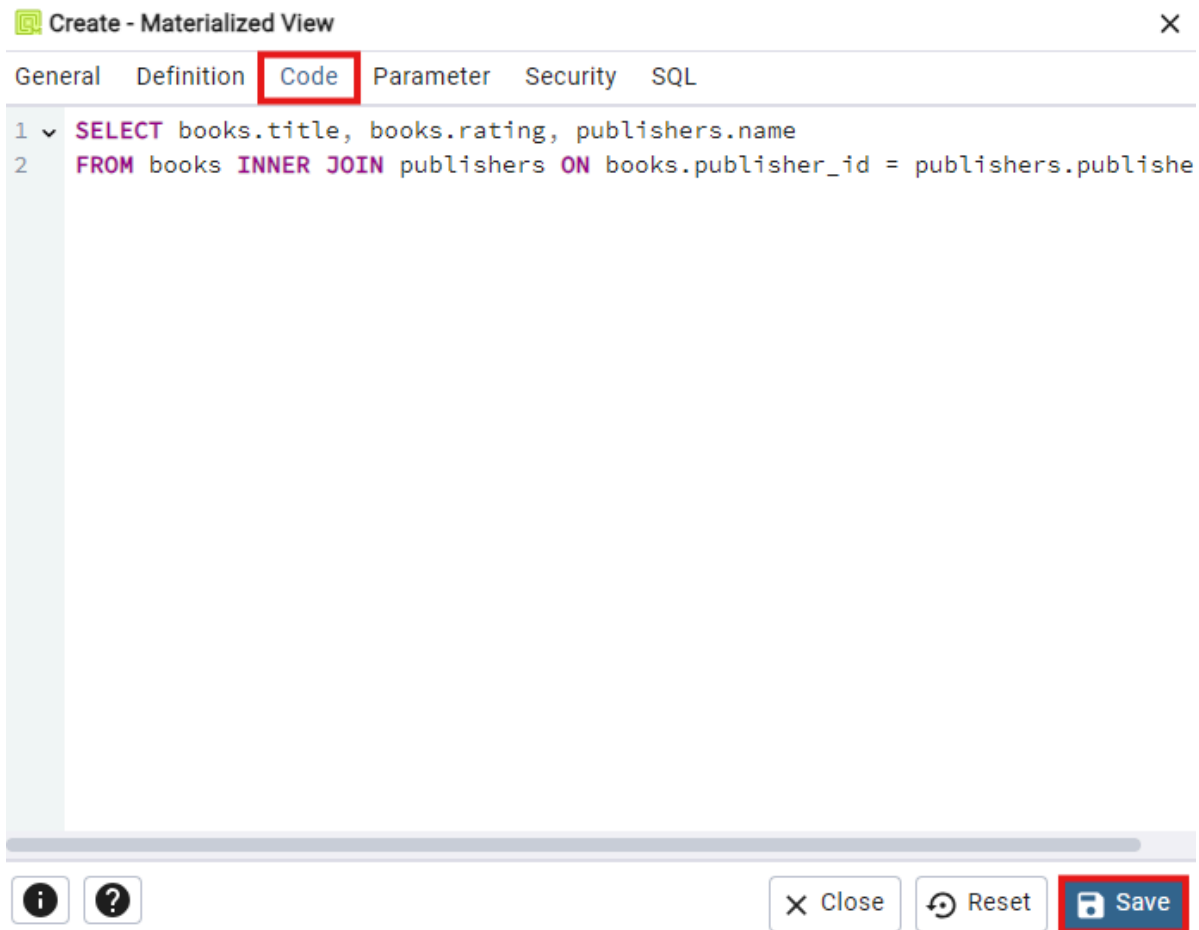 Create - Materialized View
General Definition Code Parameter Security SQL
1 SELECT books.title, books.rating, publishers.name
2 FROM books INNER JOIN publishers ON books.publisher_id = publishers.publishe
Close Reset Save